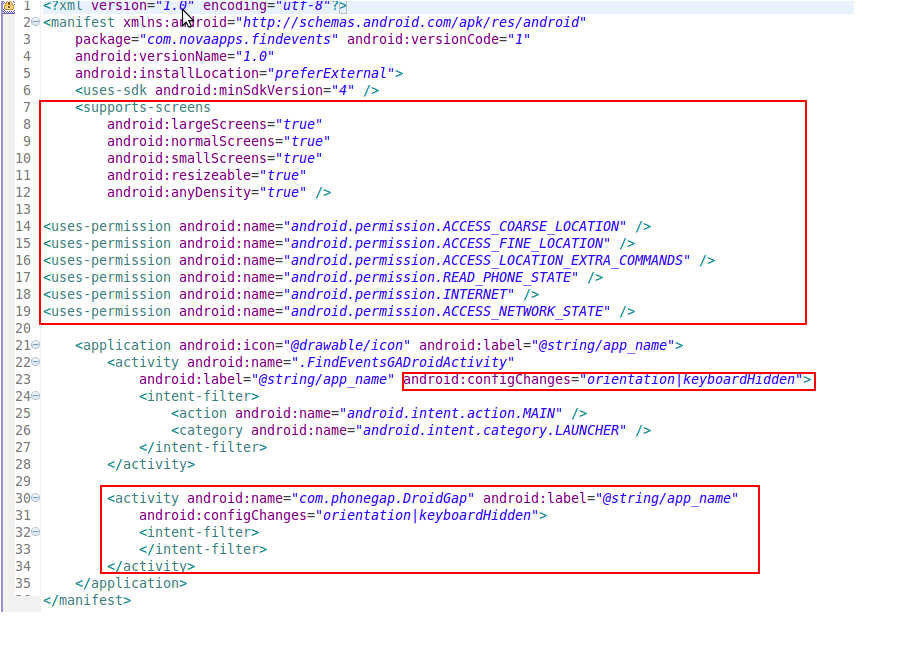 1 <?xml version="1.0" encoding="utf-8"?>
2 <manifest xmlns:android="http://schemas.android.com/apk/res/android"
3     package="com.novaapps.findevents" android:versionCode="1"
4     android:versionName="1.0"
5     android:installLocation="preferExternal">
6     <uses-sdk android:minSdkVersion="4" />
7     <supports-screens
8         android:largeScreens="true"
9         android:normalScreens="true"
10         android:smallScreens="true"
11         android:resizeable="true"
12         android:anyDensity="true" />
13
14 <uses-permission android:name="android.permission.ACCESS_COARSE_LOCATION" />
15 <uses-permission android:name="android.permission.ACCESS_FINE_LOCATION" />
16 <uses-permission android:name="android.permission.ACCESS_LOCATION_EXTRA_COMMANDS" />
17 <uses-permission android:name="android.permission.READ_PHONE_STATE" />
18 <uses-permission android:name="android.permission.INTERNET" />
19 <uses-permission android:name="android.permission.ACCESS_NETWORK_STATE" />
20
21     <application android:icon="@drawable/icon" android:label="@string/app_name">
22         <activity android:name=".FindEventsGADroidActivity"
23             android:label="@string/app_name" android:configChanges="orientation|keyboardHidden">
24             <intent-filter>
25                 <action android:name="android.intent.action.MAIN" />
26                 <category android:name="android.intent.category.LAUNCHER" />
27             </intent-filter>
28         </activity>
29
30         <activity android:name="com.phonegap.DroidGap" android:label="@string/app_name"
31             android:configChanges="orientation|keyboardHidden">
32             <intent-filter>
33             </intent-filter>
34         </activity>
35     </application>
</manifest>